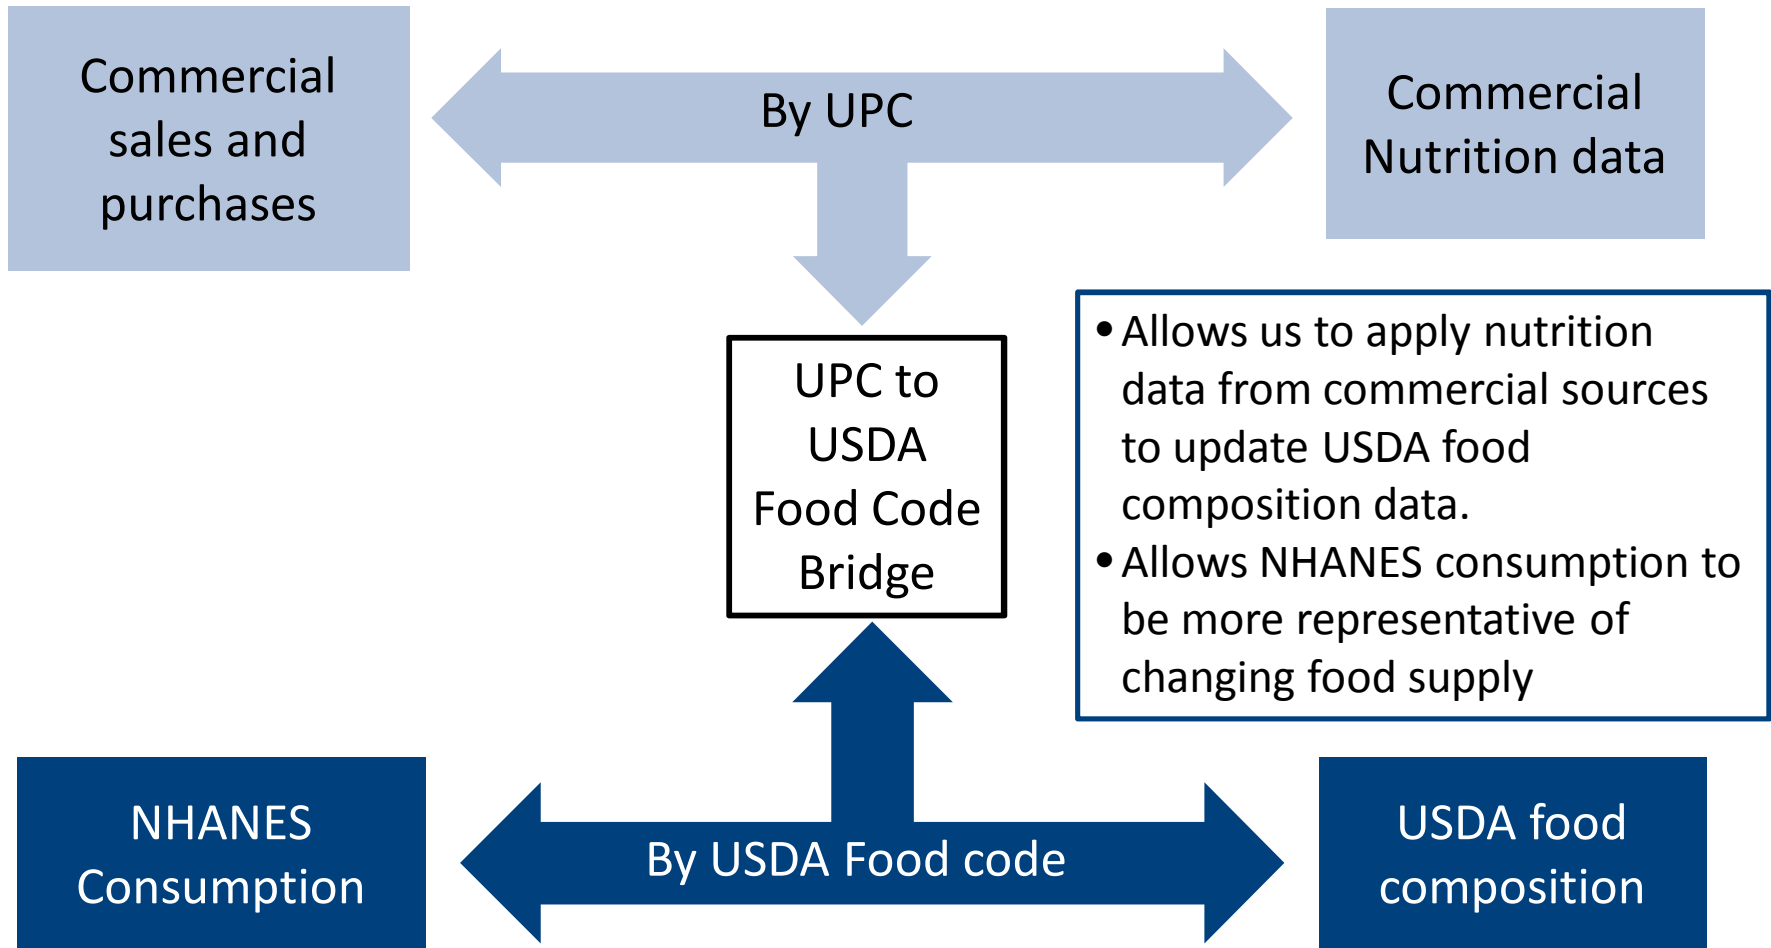 Commercial
sales and
purchases
By UPC
Commercial
Nutrition data
UPC to
USDA
Food Code
Bridge
•Allows us to apply nutrition
data from commercial sources
to update USDA food
composition data.
•Allows NHANES consumption to
be more representative of
changing food supply
NHANES
Consumption
By USDA Food code
USDA food
composition